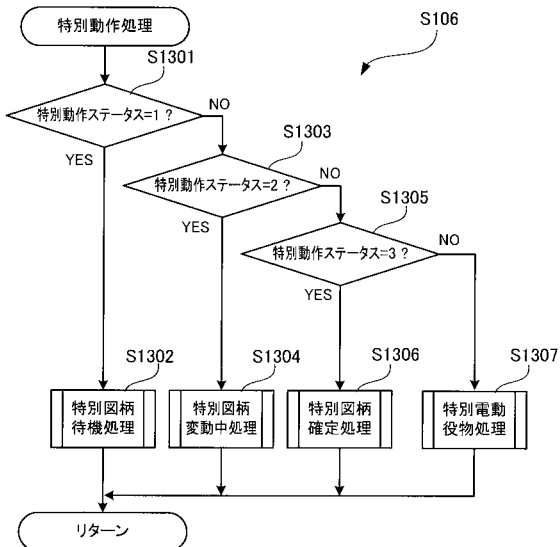 特別動作処理
S106
S1301
特別動作ステータス=1 ?
NO
YES
S1303
特別動作ステータス=2 ?
NO
YES
S1305
特別動作ステータス=3 ?
NO
YES
S1302
特別図柄
待機処理
S1304
特別図柄
変動中処理
S1306
特別図柄
確定処理
S1307
特別電動
役物処理
リターン